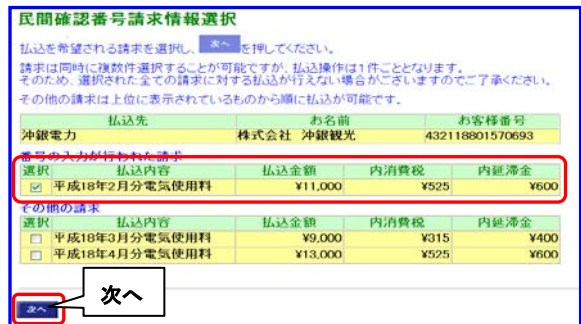 民間確認番号請求情報選択
払込を希望される請求を選択し、 次へ を押してください。
請求は同時に複数件選択することが可能ですが、払込操作は1件ごととなります。
そのため、選択された全ての請求に対する払込が行えない場合がございますのでご了承ください。
その他の請求は上位に表示されているものから順に払込が可能です。
払込先 お名前 お客様番号
沖銀電力 株式会社 沖銀観光 432118801570693
番号の入力が行われた請求
選択 払込内容 払込金額 内消費税 内延滞金
平成18年2月分電気使用料 ¥11,000 ¥525 ¥600
その他の請求
選択 払込内容 払込金額 内消費税 内延滞金
平成18年3月分電気使用料 ¥9,000 ¥315 ¥400
平成18年4月分電気使用料 ¥13,000 ¥525 ¥600
次へ
次へ